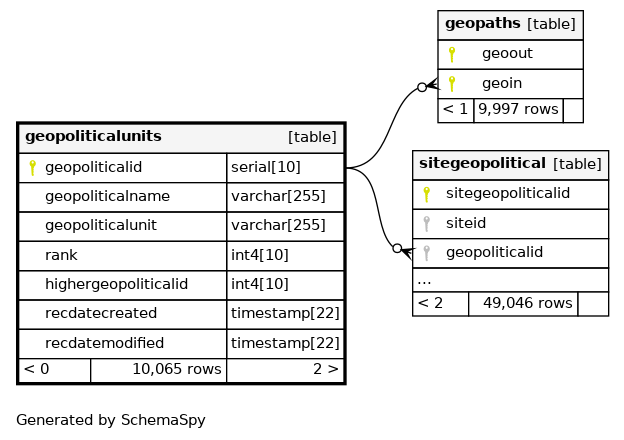 geopaths [table]
geoout
geoin
< 1 9,997 rows
geopoliticalunits [table]
geopoliticalid serial[10]
geopoliticalname varchar[255]
geopoliticalunit varchar[255]
rank int4[10]
highergeopoliticalid int4[10]
recdatecreated timestamp[22]
recdatemodified timestamp[22]
< 0 10,065 rows 2 >
sitegeopolitical [table]
sitegeopoliticalid
siteid
geopoliticalid
...
< 2 49,046 rows
Generated by SchemaSpy